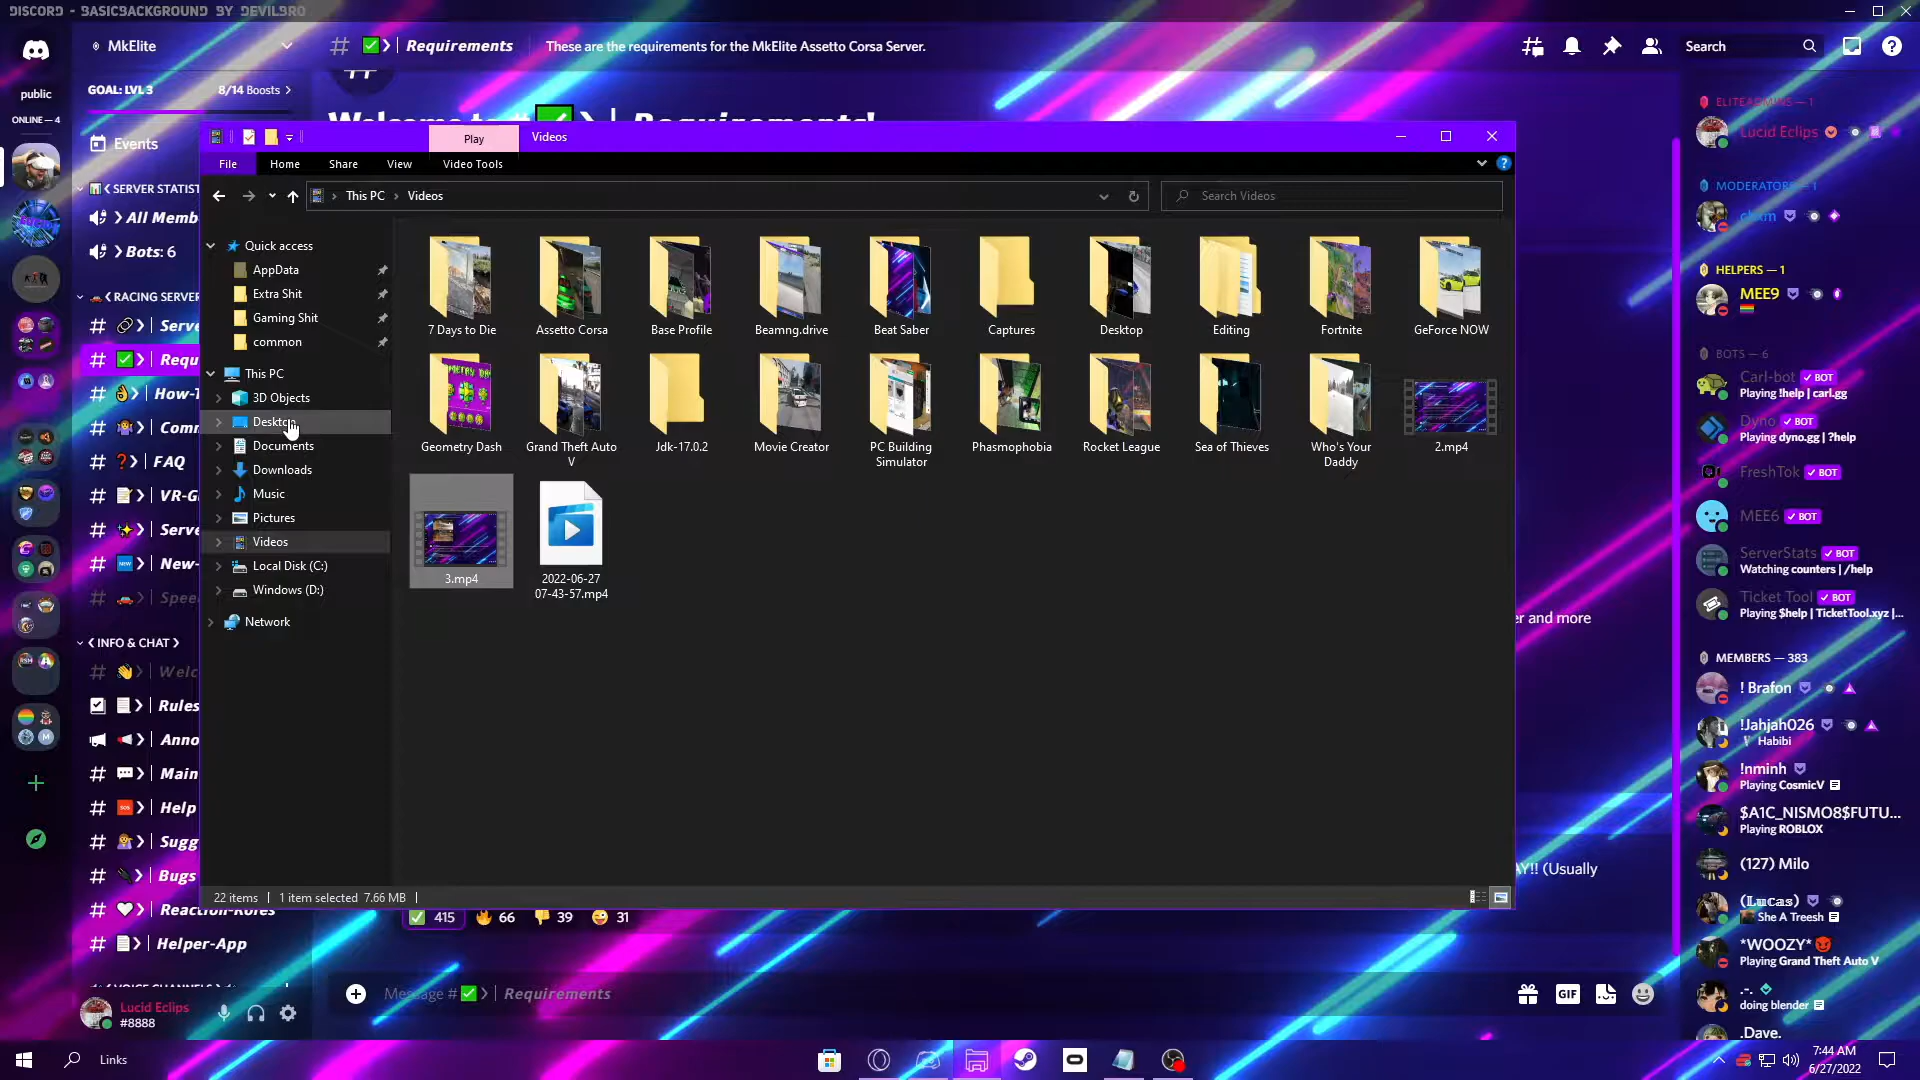 DISCORD - BASICBACKGROUND BY DEVILBRO
MkElite
Requirements
These are the requirements for the MkElite Assetto Corsa Server.
Search
public
ONLINE — 4
GOAL: LVL 3
8/14 Boosts
Welcome to # | Requirements!
Events
SERVER STATIST
All Memb
Bots: 6
RACING SERVER
Serve
Requ
How-T
Comm
FAQ
VR-G
Serve
New-
Spee
INFO & CHAT
Welc
Rules
Anno
Main
Help
Sugg
Bugs
Reaction-Roles
Helper-App
Lucid Eclips
#8888
Play
Videos
File
Home
Share
View
Video Tools
This PC
Videos
Search Videos
Quick access
AppData
Extra Shit
Gaming Shit
common
This PC
3D Objects
Desktop
Documents
Downloads
Music
Pictures
Videos
Local Disk (C:)
Windows (D:)
Network
7 Days to Die
Assetto Corsa
Base Profile
Beamng.drive
Beat Saber
Captures
Desktop
Editing
Fortnite
GeForce NOW
Geometry Dash
Grand Theft Auto
V
Jdk-17.0.2
Movie Creator
PC Building
Simulator
Phasmophobia
Rocket League
Sea of Thieves
Who's Your
Daddy
2.mp4
3.mp4
2022-06-27
07-43-57.mp4
22 items
1 item selected 7.66 MB
er and more
AY!! (Usually
415
66
39
31
Message # | Requirements
GIF
ELITEADMINS — 1
Lucid Eclips
MODERATORS — 1
HELPERS — 1
MEE9
BOTS — 6
Carl-bot BOT
Playing !help | carl.gg
Dyno BOT
Playing dyno.gg | ?help
FreshTok BOT
MEE6 BOT
ServerStats BOT
Watching counters | /help
Ticket Tool BOT
Playing $help | TicketTool.xyz |...
MEMBERS — 383
! Brafon
!Jahjah026
Habibi
!nminh
Playing CosmicV
$A1C_NISMO8$FUTU...
Playing ROBLOX
(127) Milo
(𝕃𝕦𝕔𝕒𝕤)
She A Treesh
*WOOZY*
Playing Grand Theft Auto V
.-.
doing blender
.Dave.
Links
7:44 AM
6/27/2022